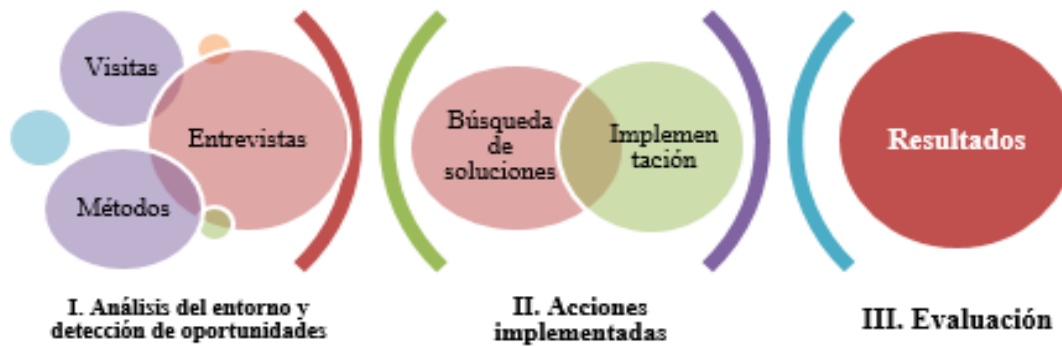 Visitas
Entrevistas
Métodos
I. Análisis del entorno y
detección de oportunidades
Búsqueda
de
soluciones
Implemen
tación
II. Acciones
implementadas
Resultados
III. Evaluación